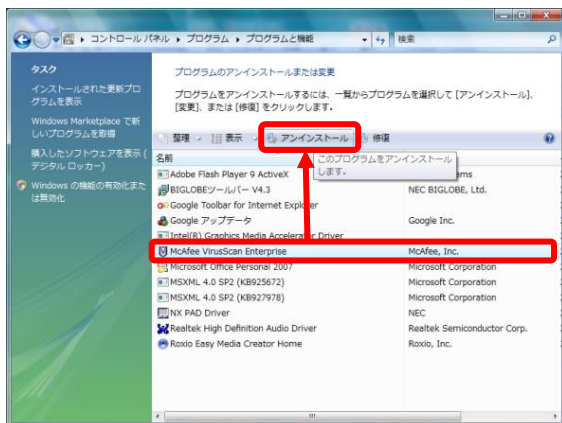 コントロール パネル ▸ プログラム ▸ プログラムと機能
検索
タスク
インストールされた更新プロ
グラムを表示
Windows Marketplace で新
しいプログラムを取得
購入したソフトウェアを表示 (
デジタル ロッカー)
Windows の機能の有効化また
は無効化
プログラムのアンインストールまたは変更
プログラムをアンインストールするには、一覧からプログラムを選択して [アンインストール]、
[変更]、または [修復] をクリックします。
整理 表示 アンインストール 修復
名前
このプログラムをアンインストール
します。
Adobe Flash Player 9 ActiveX ems
BIGLOBEツールバー V4.3 NEC BIGLOBE, Ltd.
Google Toolbar for Internet Explorer
Google アップデータ Google Inc.
Intel(R) Graphics Media Accelerator Driver
McAfee VirusScan Enterprise McAfee, Inc.
Microsoft Office Personal 2007 Microsoft Corporation
MSXML 4.0 SP2 (KB925672) Microsoft Corporation
MSXML 4.0 SP2 (KB927978) Microsoft Corporation
NX PAD Driver NEC
Realtek High Definition Audio Driver Realtek Semiconductor Corp.
Roxio Easy Media Creator Home Roxio, Inc.